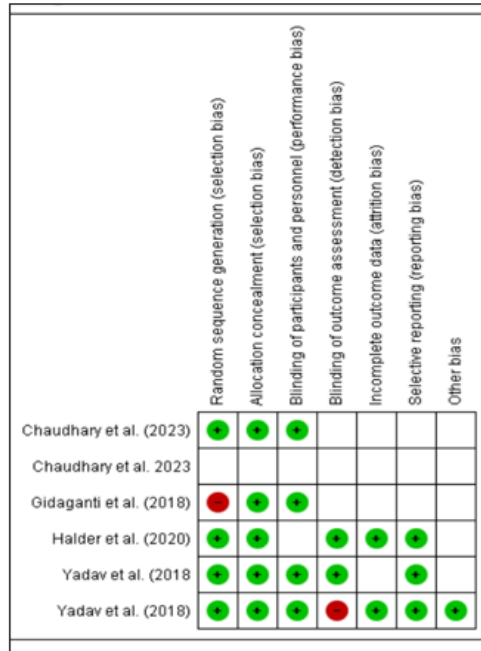 Random sequence generation (selection bias)
Allocation concealment (selection bias)
Blinding of participants and personnel (performance bias)
Blinding of outcome assessment (detection bias)
Incomplete outcome data (attrition bias)
Selective reporting (reporting bias)
Other bias
Chaudhary et al. (2023) + + +
Chaudhary et al. 2023
Gidaganti et al. (2018) - + +
Halder et al. (2020) + + + + +
Yadav et al. (2018 + + + + +
Yadav et al. (2018) + + + - + + +